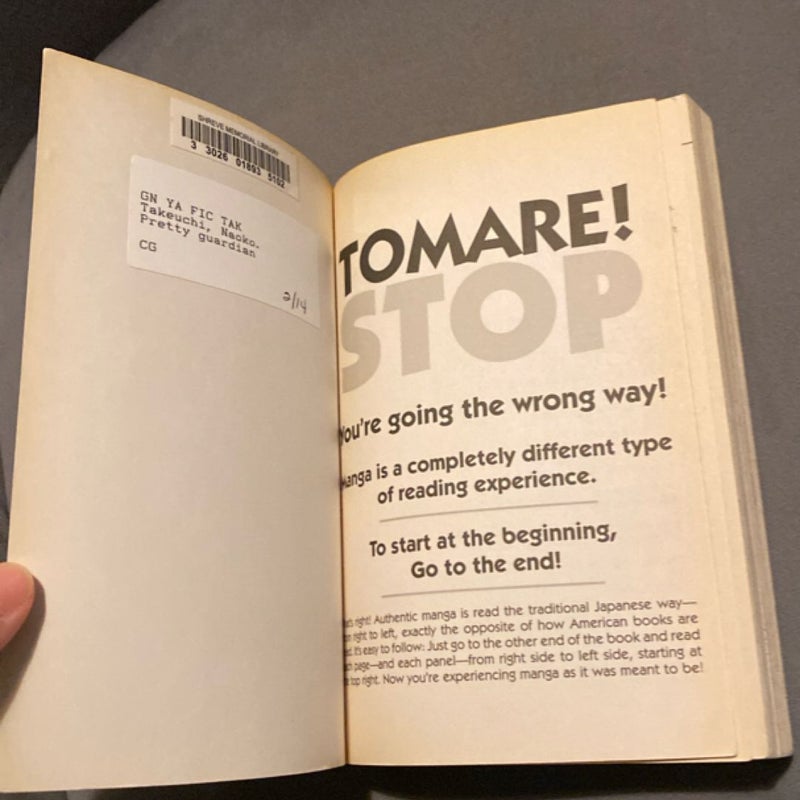 SHREVE MEMORIAL LIBRARY
3 3026 01893 5102
GN YA FIC TAK
Takeuchi, Naoko.
Pretty guardian
CG
2/14
TOMARE!
STOP
You're going the wrong way!
Manga is a completely different type
of reading experience.
To start at the beginning,
Go to the end!
right! Authentic manga is read the traditional Japanese way—
right to left, exactly the opposite of how American books are
It's easy to follow: Just go to the other end of the book and read
page—and each panel—from right side to left side, starting at
top right. Now you're experiencing manga as it was meant to be!